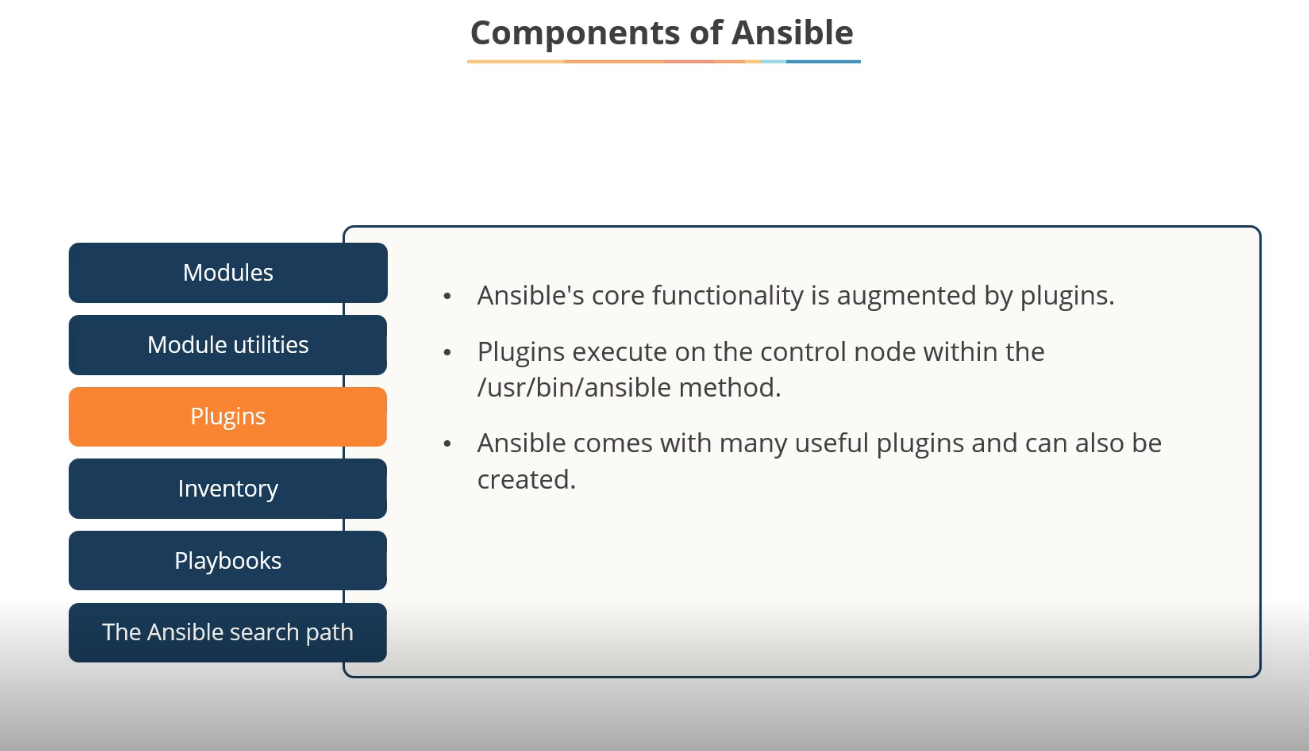 Components of Ansible
Modules
Module utilities
Plugins
Inventory
Playbooks
The Ansible search path
• Ansible's core functionality is augmented by plugins.
• Plugins execute on the control node within the
/usr/bin/ansible method.
• Ansible comes with many useful plugins and can also be
created.